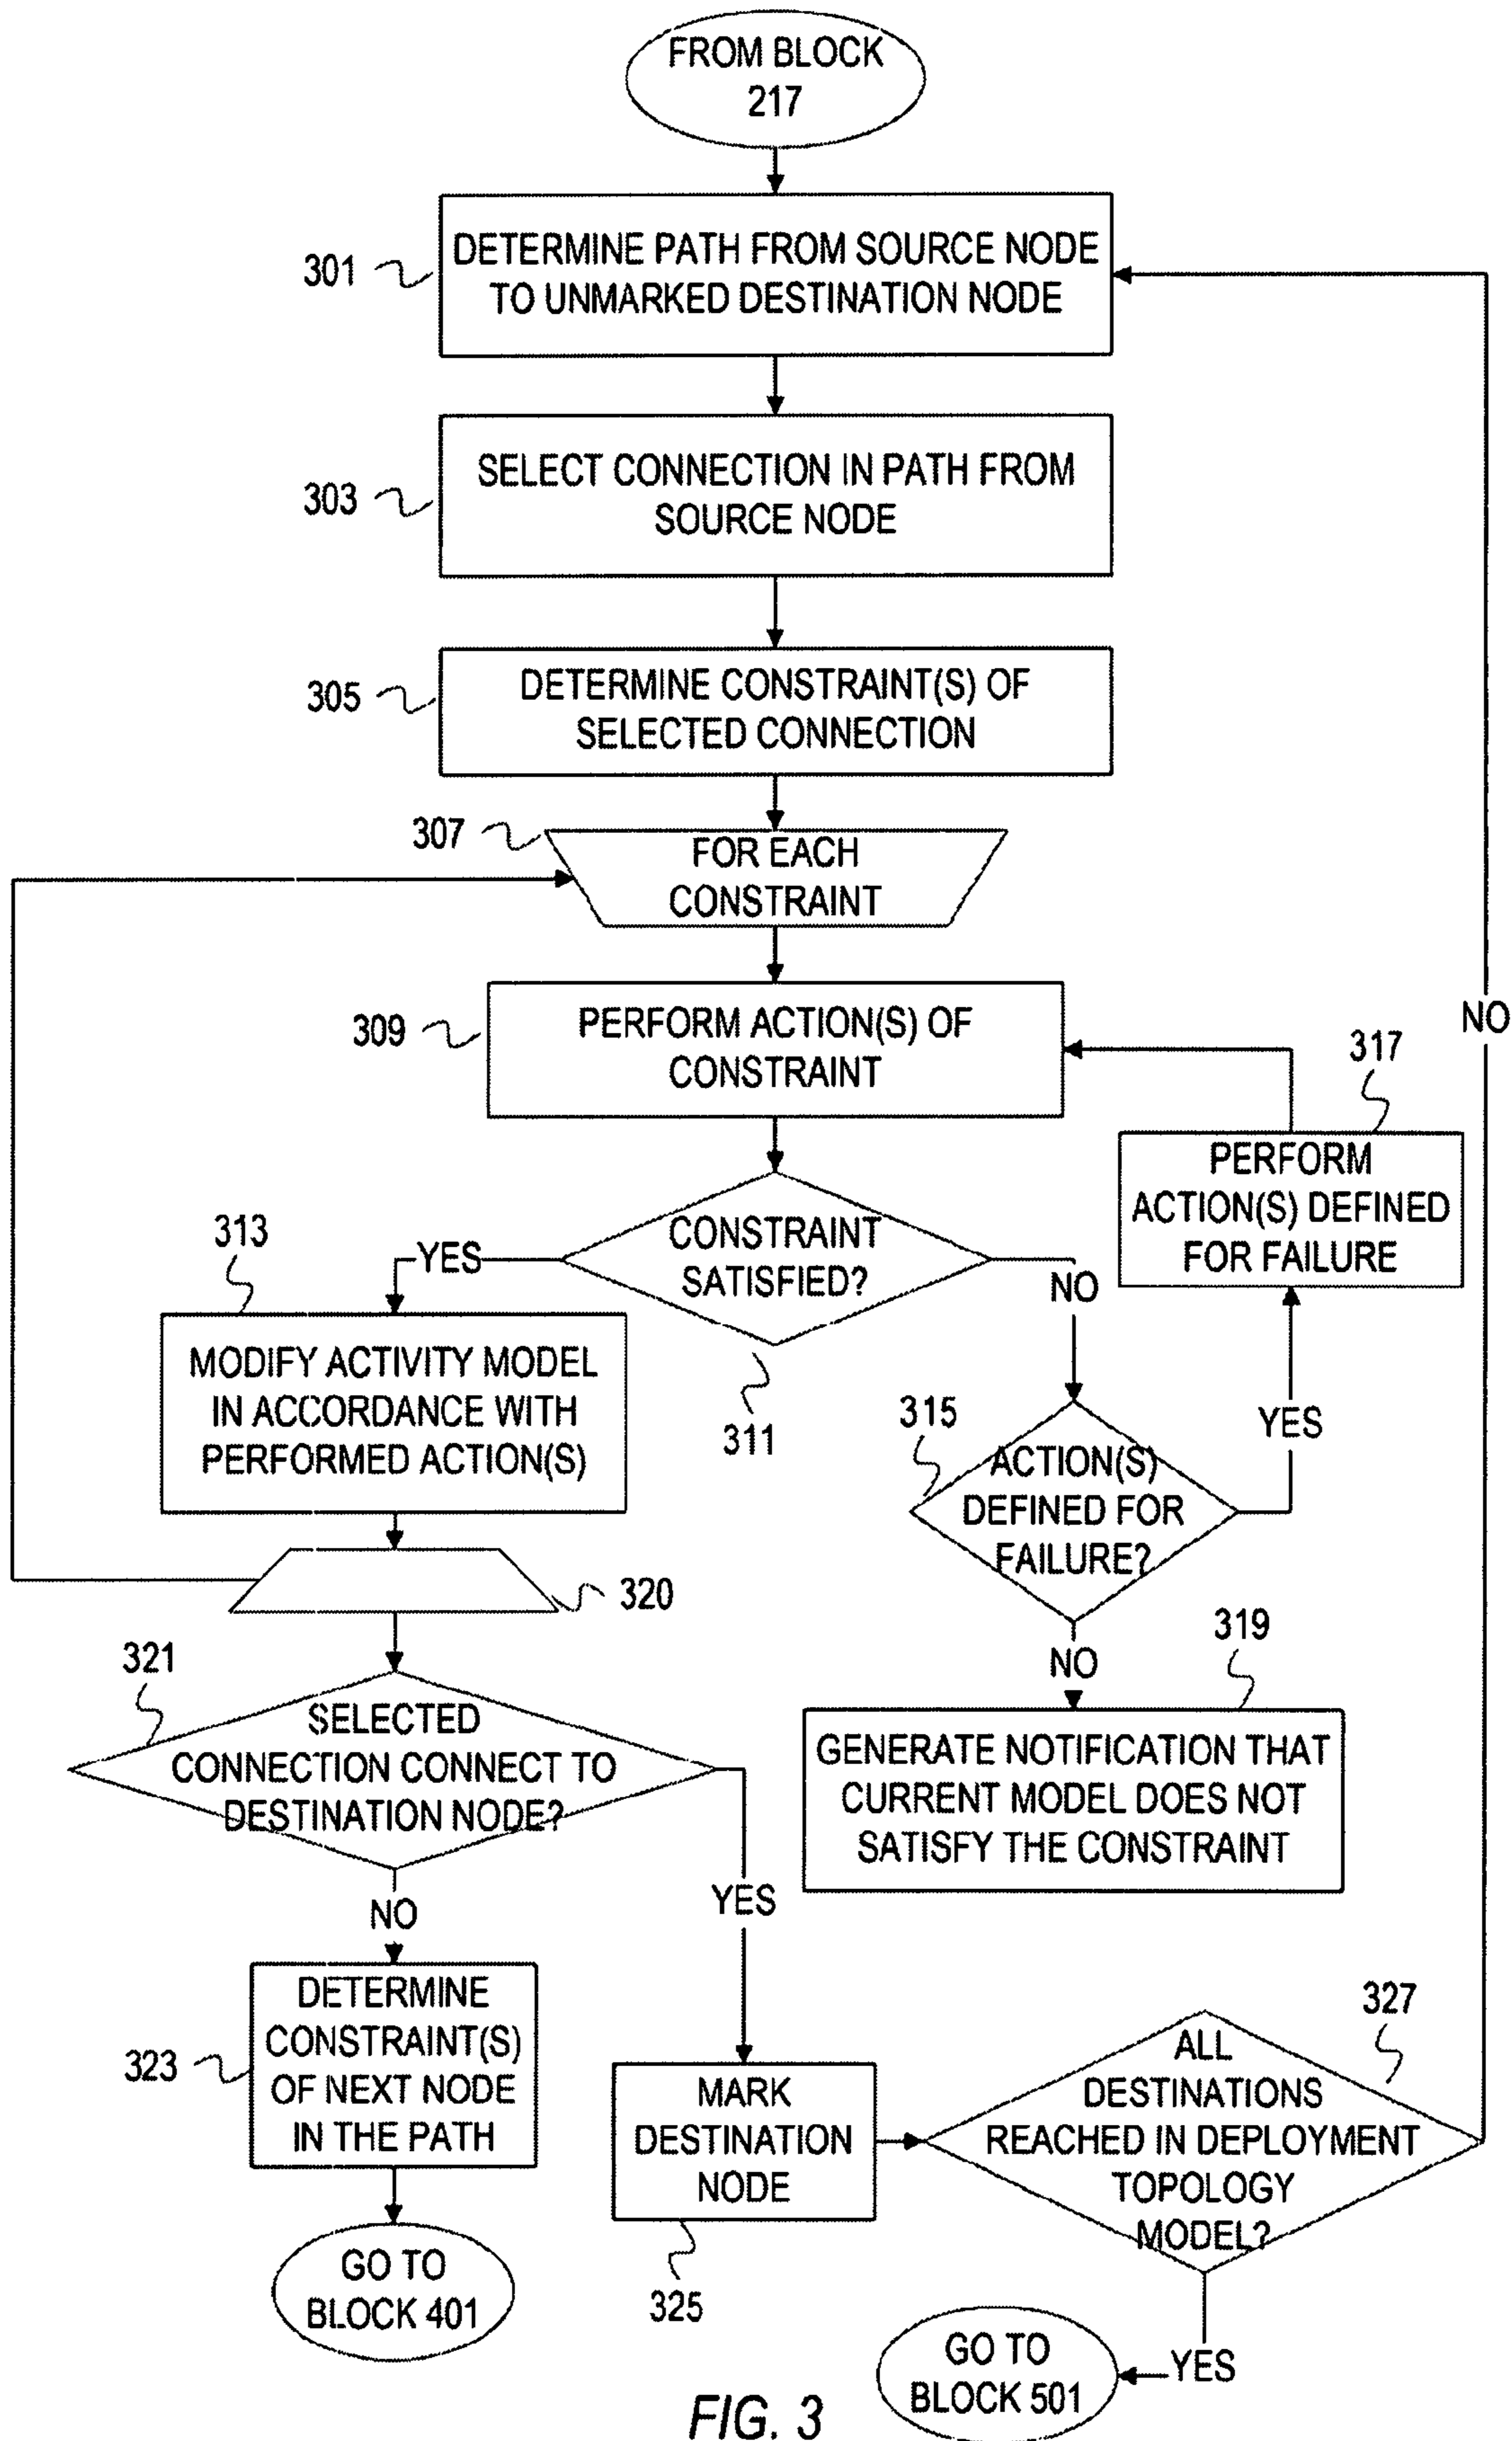 FROM BLOCK
217
301
DETERMINE PATH FROM SOURCE NODE
TO UNMARKED DESTINATION NODE
303
SELECT CONNECTION IN PATH FROM
SOURCE NODE
305
DETERMINE CONSTRAINT(S) OF
SELECTED CONNECTION
307
FOR EACH
CONSTRAINT
309
PERFORM ACTION(S) OF
CONSTRAINT
NO
317
PERFORM
ACTION(S) DEFINED
FOR FAILURE
CONSTRAINT
SATISFIED?
311
YES
NO
313
MODIFY ACTIVITY MODEL
IN ACCORDANCE WITH
PERFORMED ACTION(S)
315
ACTION(S)
DEFINED FOR
FAILURE?
YES
NO
320
319
GENERATE NOTIFICATION THAT
CURRENT MODEL DOES NOT
SATISFY THE CONSTRAINT
321
SELECTED
CONNECTION CONNECT TO
DESTINATION NODE?
NO
YES
323
DETERMINE
CONSTRAINT(S)
OF NEXT NODE
IN THE PATH
GO TO
BLOCK 401
MARK
DESTINATION
NODE
325
327
ALL
DESTINATIONS
REACHED IN DEPLOYMENT
TOPOLOGY
MODEL?
YES
GO TO
BLOCK 501
FIG. 3